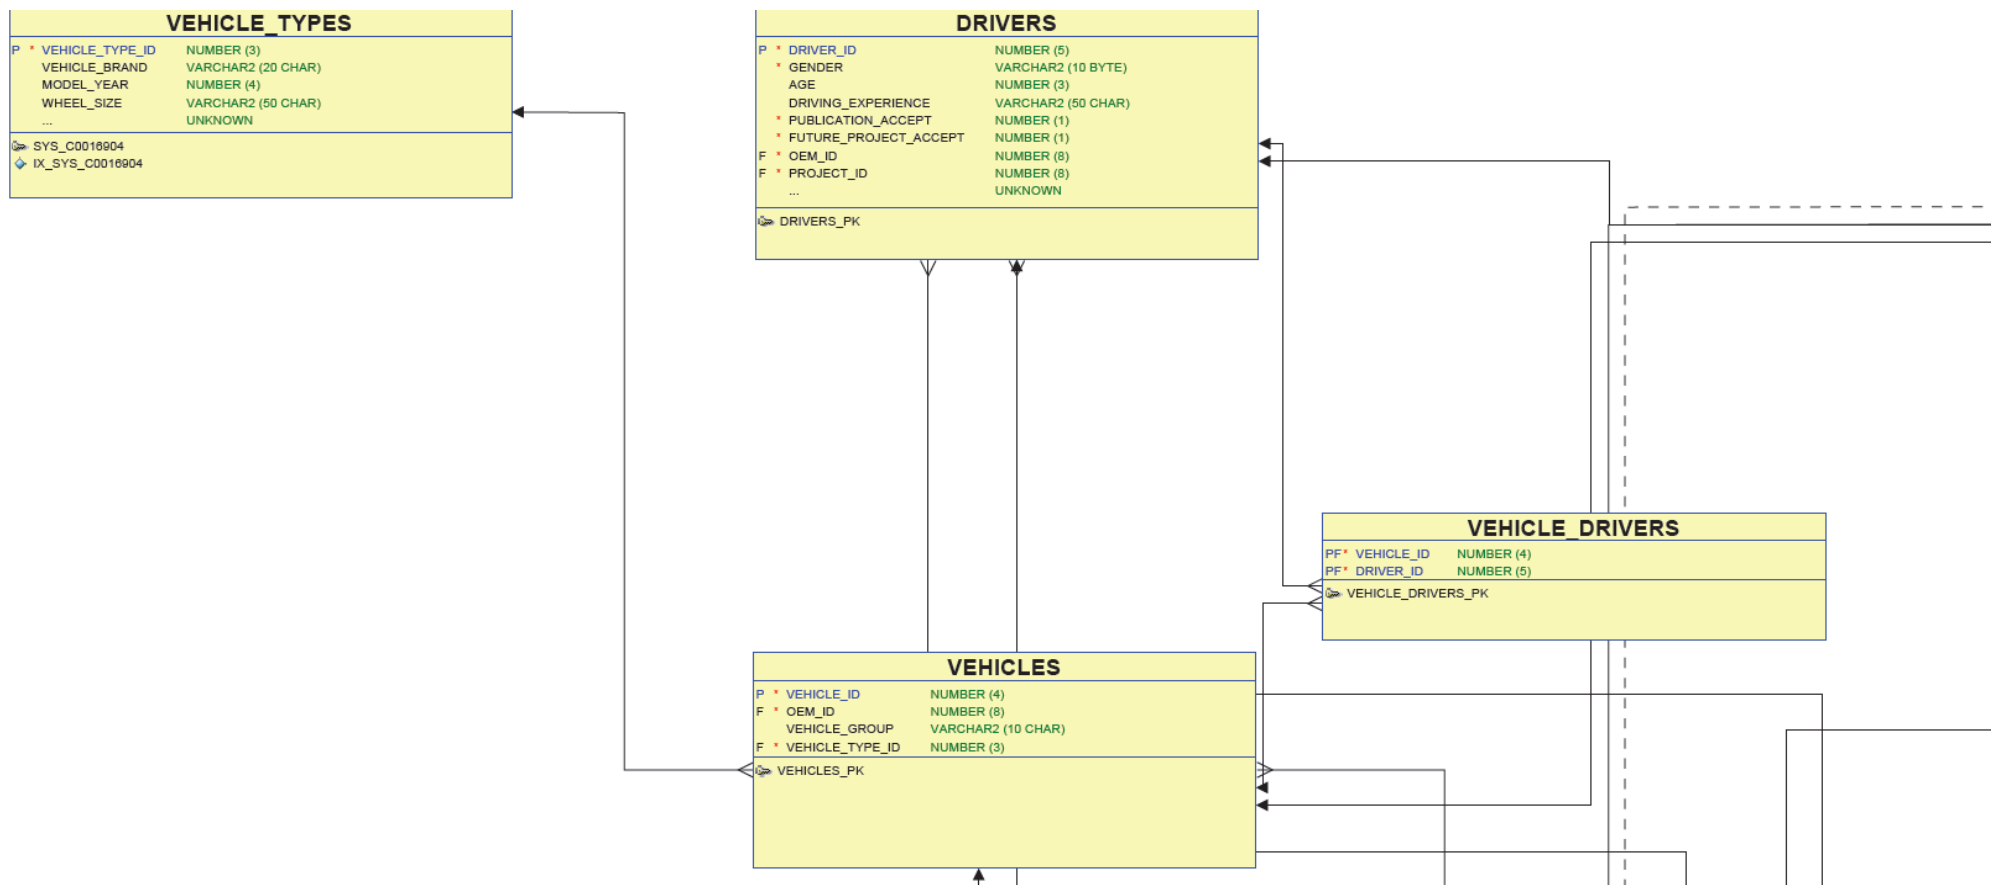 VEHICLE_TYPES
P * VEHICLE_TYPE_ID NUMBER (3)
VEHICLE_BRAND VARCHAR2 (20 CHAR)
MODEL_YEAR NUMBER (4)
WHEEL_SIZE VARCHAR2 (50 CHAR)
... UNKNOWN
SYS_C0016904
IX_SYS_C0016904
DRIVERS
P * DRIVER_ID NUMBER (5)
* GENDER VARCHAR2 (10 BYTE)
AGE NUMBER (3)
DRIVING_EXPERIENCE VARCHAR2 (50 CHAR)
* PUBLICATION_ACCEPT NUMBER (1)
* FUTURE_PROJECT_ACCEPT NUMBER (1)
F * OEM_ID NUMBER (8)
F * PROJECT_ID NUMBER (8)
... UNKNOWN
DRIVERS_PK
VEHICLE_DRIVERS
PF* VEHICLE_ID NUMBER (4)
PF* DRIVER_ID NUMBER (5)
VEHICLE_DRIVERS_PK
VEHICLES
P * VEHICLE_ID NUMBER (4)
F * OEM_ID NUMBER (8)
VEHICLE_GROUP VARCHAR2 (10 CHAR)
F * VEHICLE_TYPE_ID NUMBER (3)
VEHICLES_PK